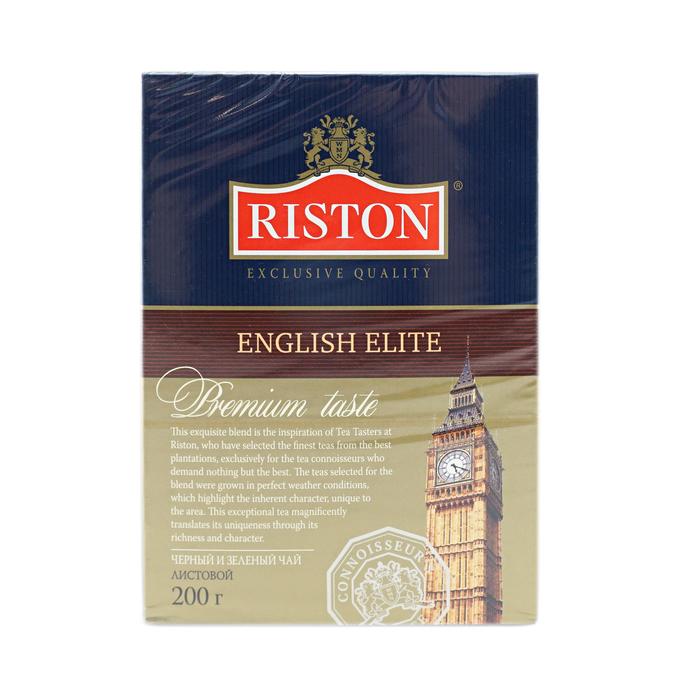 WMN
RISTON
®
EXCLUSIVE QUALITY
ENGLISH ELITE
Premium taste
This exquisite blend is the inspiration of Tea Tasters at
Riston, who have selected the finest teas from the best
plantations, exclusively for the tea connoisseurs who
demand nothing but the best. The teas selected for the
blend were grown in perfect weather conditions,
which highlight the inherent character, unique to
the area. This exceptional tea magnificently
translates its uniqueness through its
richness and character.
ЧЕРНЫЙ И ЗЕЛЕНЫЙ ЧАЙ
ЛИСТОВОЙ
200 г
CONNOISSEUR